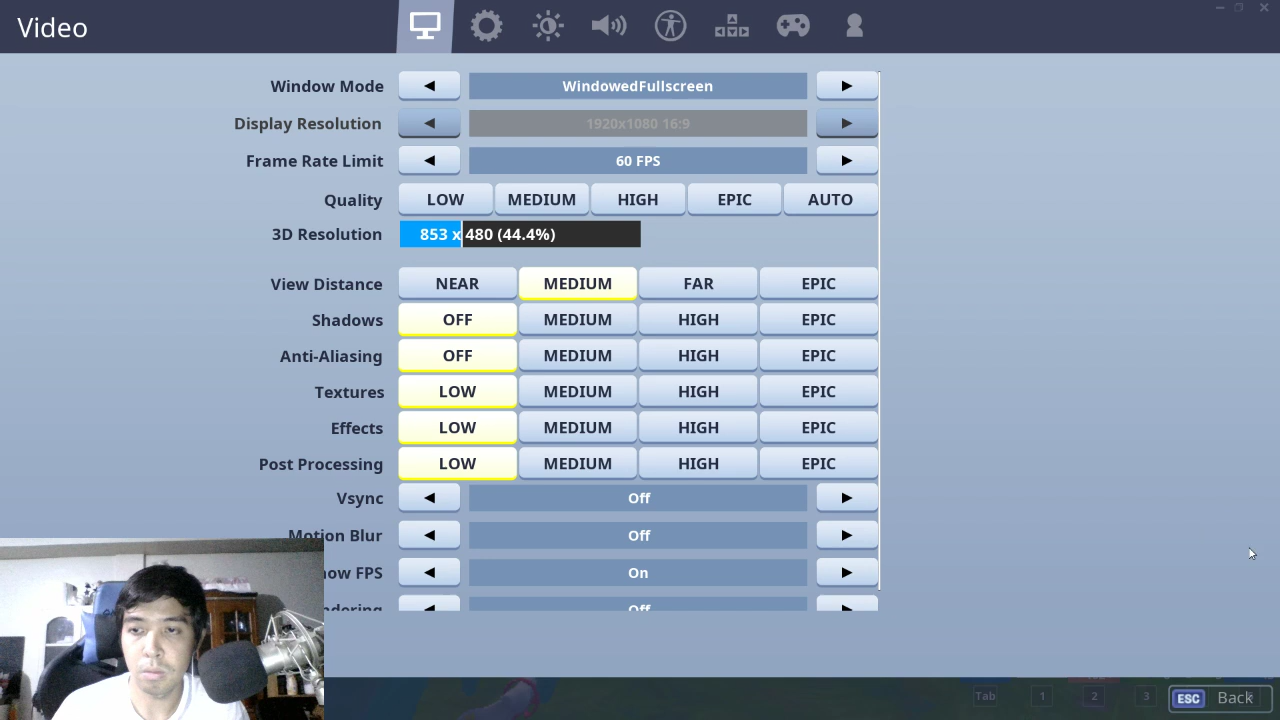 Video
Window Mode ◀ WindowedFullscreen ▶
Display Resolution ◀ 1920x1080 16:9 ▶
Frame Rate Limit ◀ 60 FPS ▶
Quality LOW MEDIUM HIGH EPIC AUTO
3D Resolution 853 x 480 (44.4%)
View Distance NEAR MEDIUM FAR EPIC
Shadows OFF MEDIUM HIGH EPIC
Anti-Aliasing OFF MEDIUM HIGH EPIC
Textures LOW MEDIUM HIGH EPIC
Effects LOW MEDIUM HIGH EPIC
Post Processing LOW MEDIUM HIGH EPIC
Vsync ◀ Off ▶
Motion Blur ◀ Off ▶
how FPS ◀ On ▶
dering ◀ Off ▶
Tab 1 2 3 ESC Back